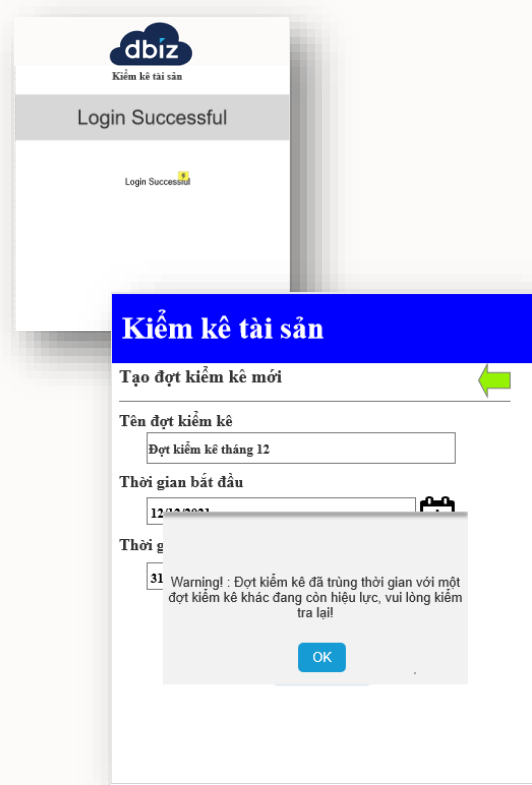 dbiz
Kiểm kê tài sản
Login Successful
Login Successful
Kiểm kê tài sản
Tạo đợt kiểm kê mới
Tên đợt kiểm kê
Đợt kiểm kê tháng 12
Thời gian bắt đầu
Thời
31
Warning! : Đợt kiểm kê đã trùng thời gian với một
đợt kiểm kê khác đang còn hiệu lực, vui lòng kiểm
tra lại!
OK